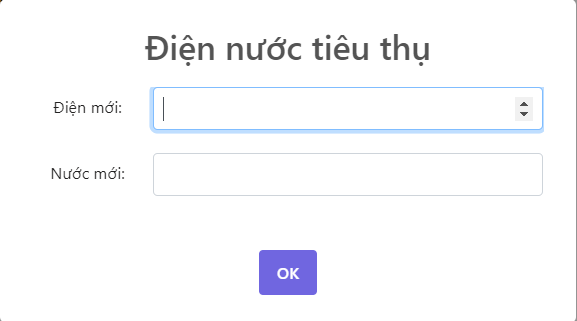 Điện nước tiêu thụ
Điện mới:
Nước mới:
OK